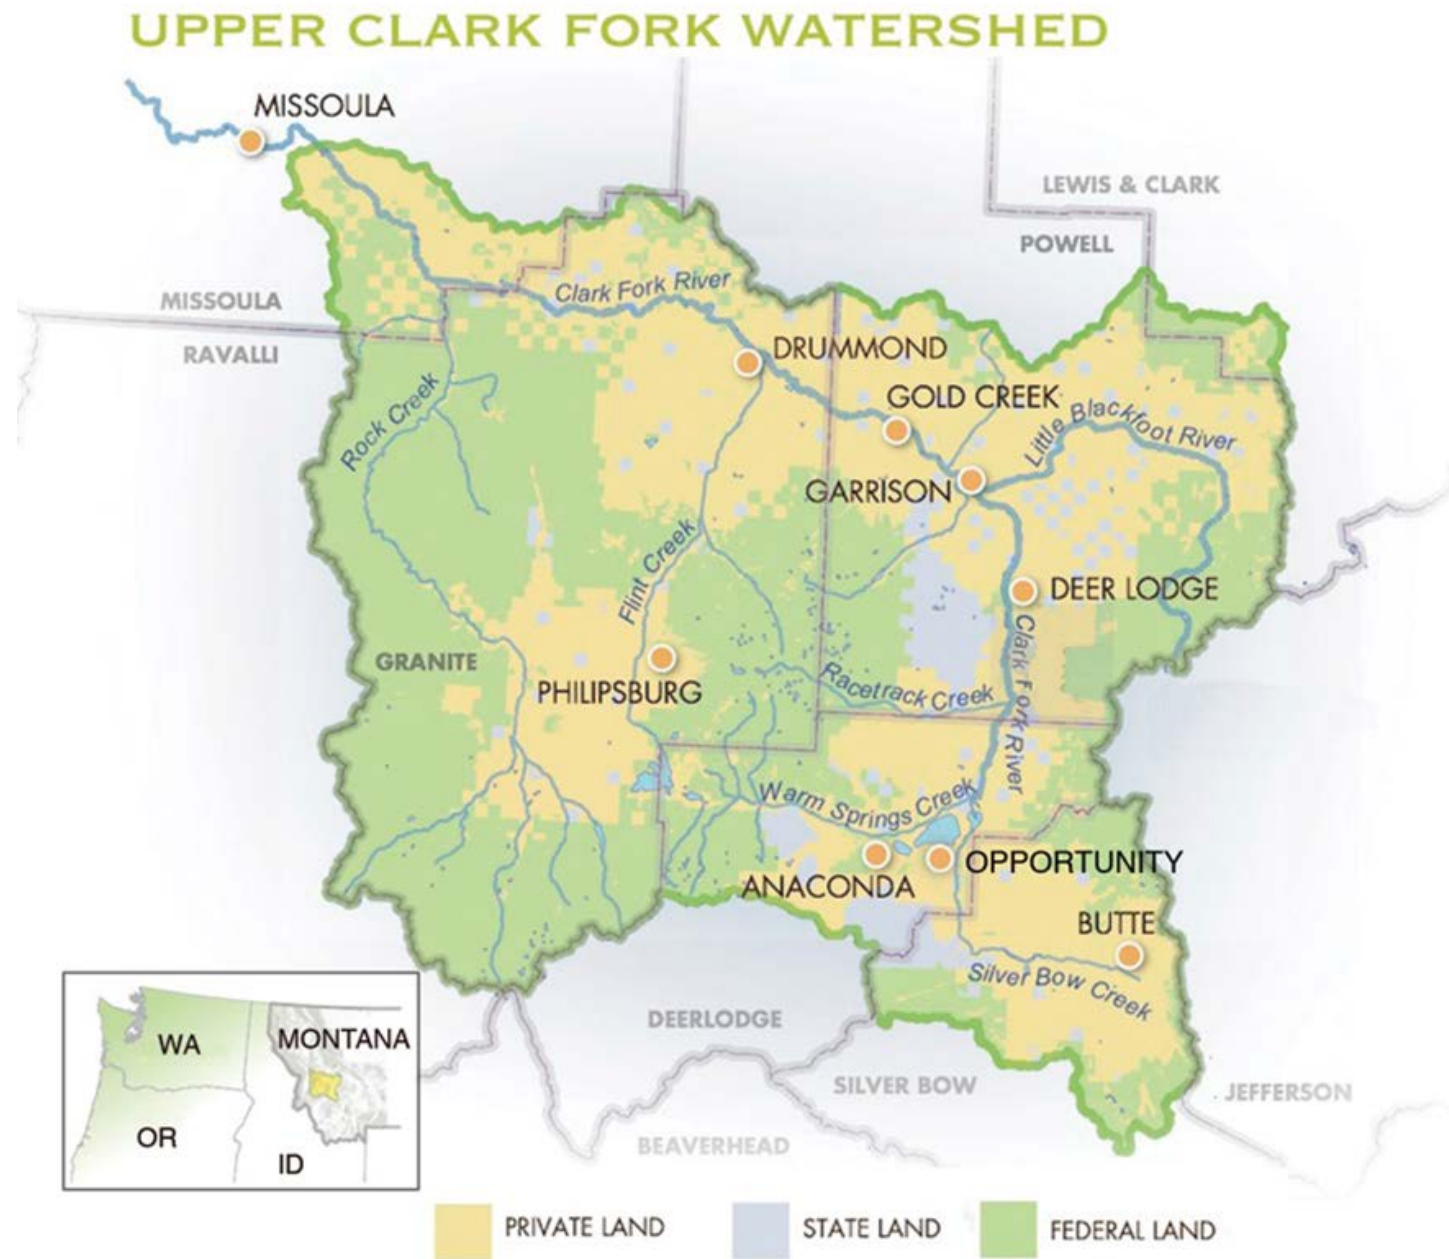 UPPER CLARK FORK WATERSHED
MISSOULA
LEWIS & CLARK
POWELL
MISSOULA
RAVALLI
Clark Fork River
DRUMMOND
GOLD CREEK
Rock Creek
Little Blackfoot River
GARRISON
Flint Creek
DEER LODGE
Clark Fork River
GRANITE
PHILIPSBURG
Racetrack Creek
Warm Springs Creek
OPPORTUNITY
ANACONDA
BUTTE
Silver Bow Creek
DEERLODGE
SILVER BOW
JEFFERSON
BEAVERHEAD
WA
MONTANA
OR
ID
PRIVATE LAND
STATE LAND
FEDERAL LAND